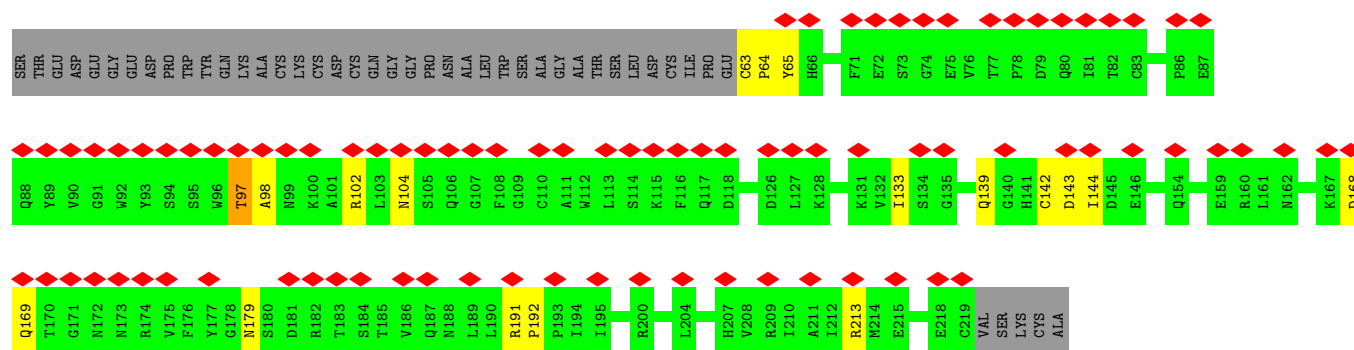 SER THR GLU ASP GLU GLY GLU ASP PRO TRP TYR GLN LYS ALA CYS LYS CYS ASP CYS GLN GLY GLY PRO ASN ALA LEU TRP SER ALA GLY ALA THR SER LEU ASP CYS ILE PRO GLU C63 P64 Y65 H66 F71 E72 S73 G74 E75 V76 T77 P78 D79 Q80 I81 T82 C83 P86 E87
Q88 Y89 V90 G91 W92 Y93 S94 S95 W96 T97 A98 N99 K100 A101 R102 L103 N104 S105 Q106 G107 F108 G109 C110 A111 W112 L113 S114 K115 F116 Q117 D118 D126 L127 K128 K131 V132 I133 S134 G135 Q139 G140 H141 C142 D143 I144 D145 E146 Q154 E159 R160 L161 N162 K167 D168
Q169 T170 G171 N172 N173 R174 V175 F176 Y177 G178 N179 S180 D181 R182 T183 S184 T185 V186 Q187 N188 L189 L190 R191 P192 P193 I194 I195 R200 L204 H207 V208 R209 I210 A211 I212 R213 M214 E215 E218 C219 VAL SER LYS CYS ALA